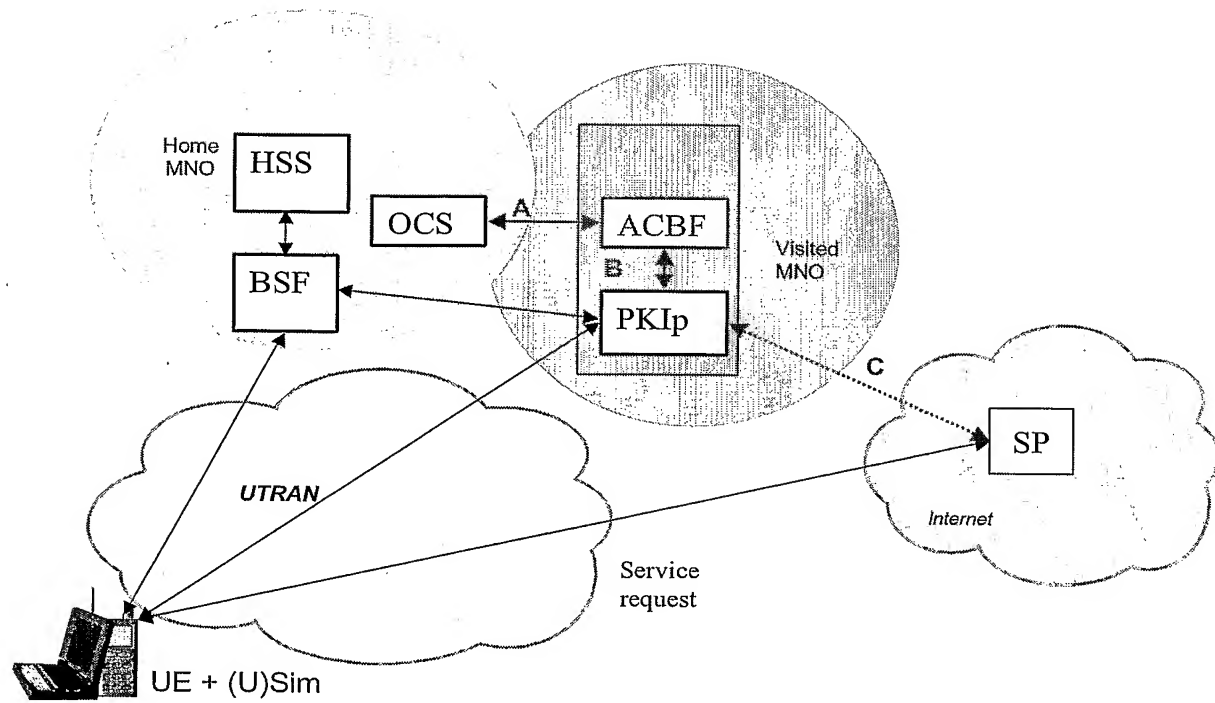 Home
MNO
HSS
OCS
A
ACBF
BSF
B
PKIp
Visited
MNO
C
SP
UTRAN
Internet
Service
request
UE + (U)Sim